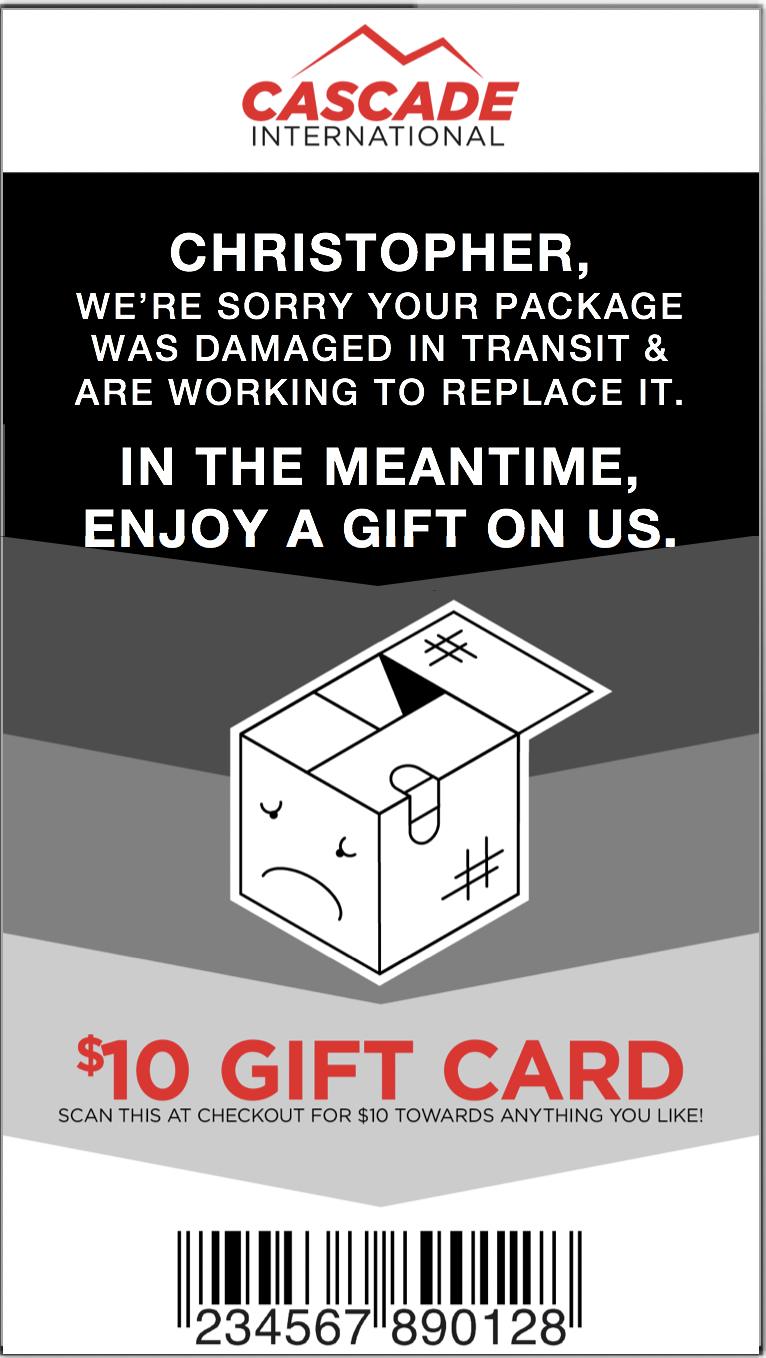 CASCADE
INTERNATIONAL
CHRISTOPHER,
WE’RE SORRY YOUR PACKAGE
WAS DAMAGED IN TRANSIT &
ARE WORKING TO REPLACE IT.
IN THE MEANTIME,
ENJOY A GIFT ON US.
$10 GIFT CARD
SCAN THIS AT CHECKOUT FOR $10 TOWARDS ANYTHING YOU LIKE!
234567 890128